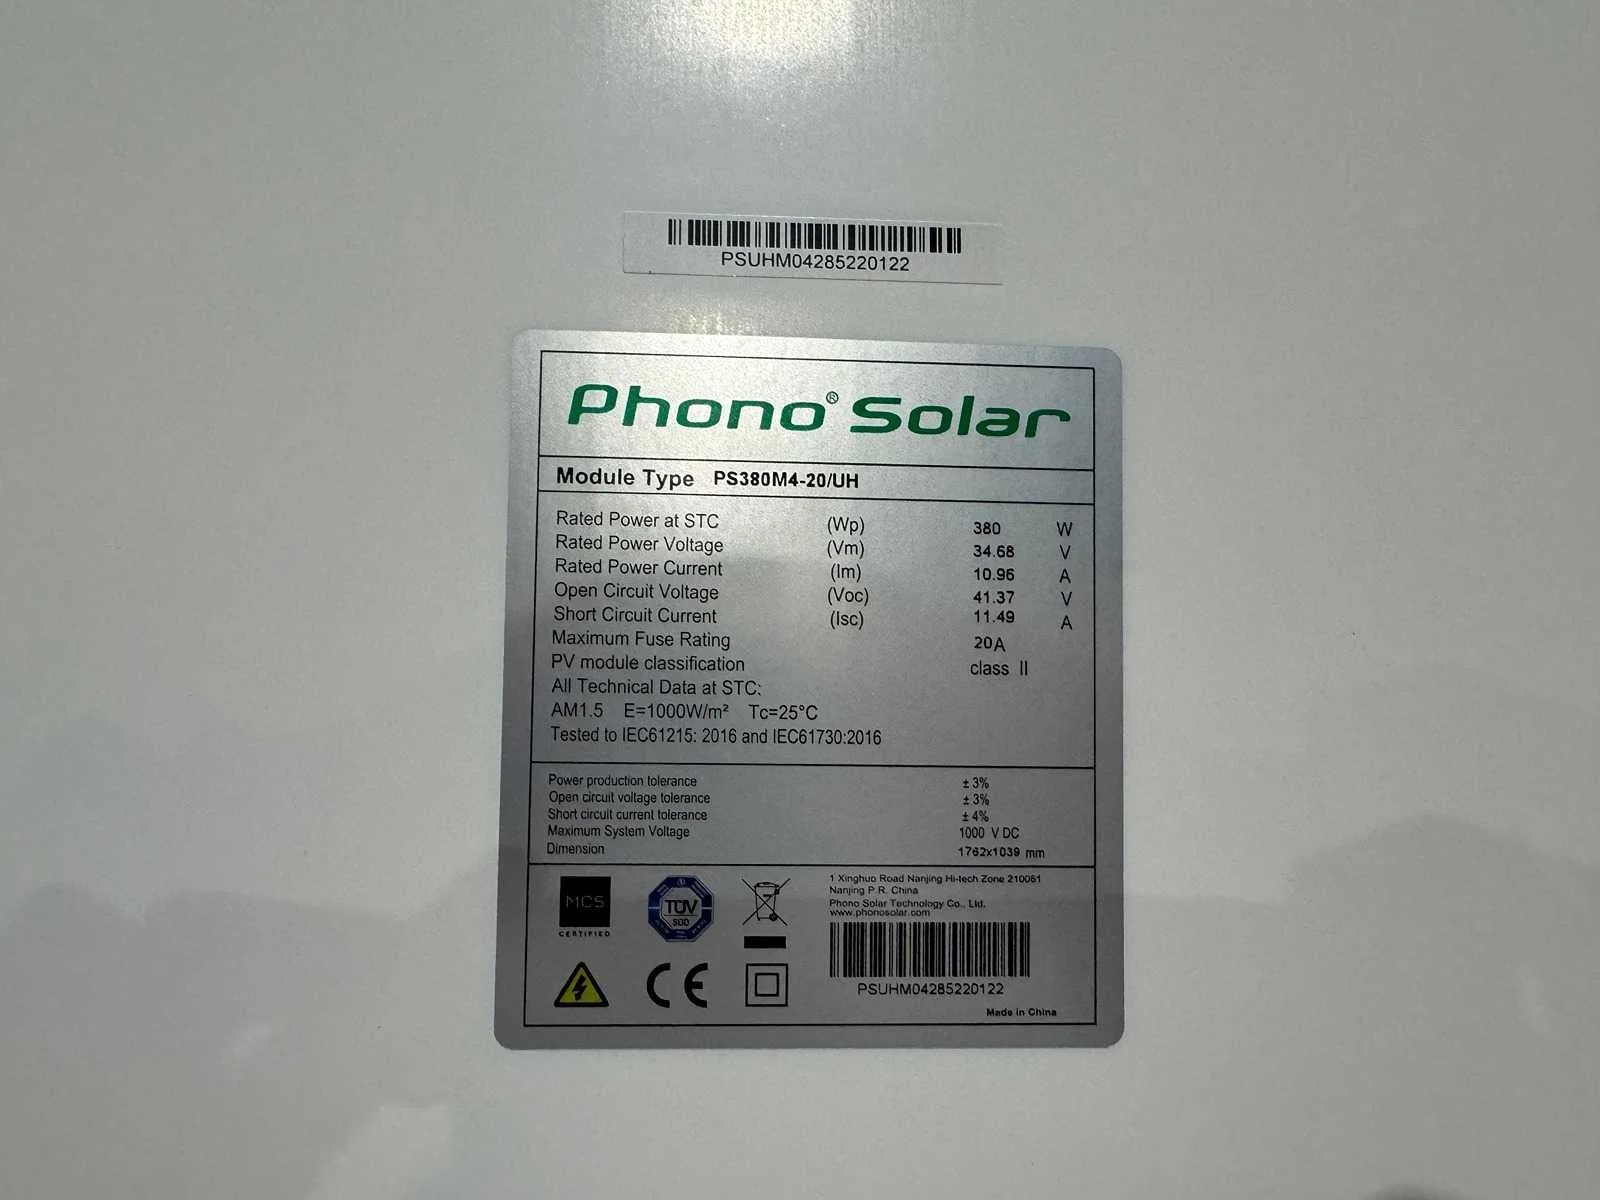 PSUHM04285220122
Phono® Solar
Module Type PS380M4-20/UH
Rated Power at STC (Wp) 380 W
Rated Power Voltage (Vm) 34.68 V
Rated Power Current (Im) 10.96 A
Open Circuit Voltage (Voc) 41.37 V
Short Circuit Current (Isc) 11.49 A
Maximum Fuse Rating 20A
PV module classification class II
All Technical Data at STC:
AM1.5 E=1000W/m² Tc=25°C
Tested to IEC61215: 2016 and IEC61730:2016
Power production tolerance ± 3%
Open circuit voltage tolerance ± 3%
Short circuit current tolerance ± 4%
Maximum System Voltage 1000 V DC
Dimension 1762x1039 mm
1 Xinghuo Road Nanjing Hi-tech Zone 210061
Nanjing P.R. China
Phono Solar Technology Co., Ltd.
www.phonosolar.com
MCS
CERTIFIED
TÜV
SÜD
CE
PSUHM04285220122
Made in China